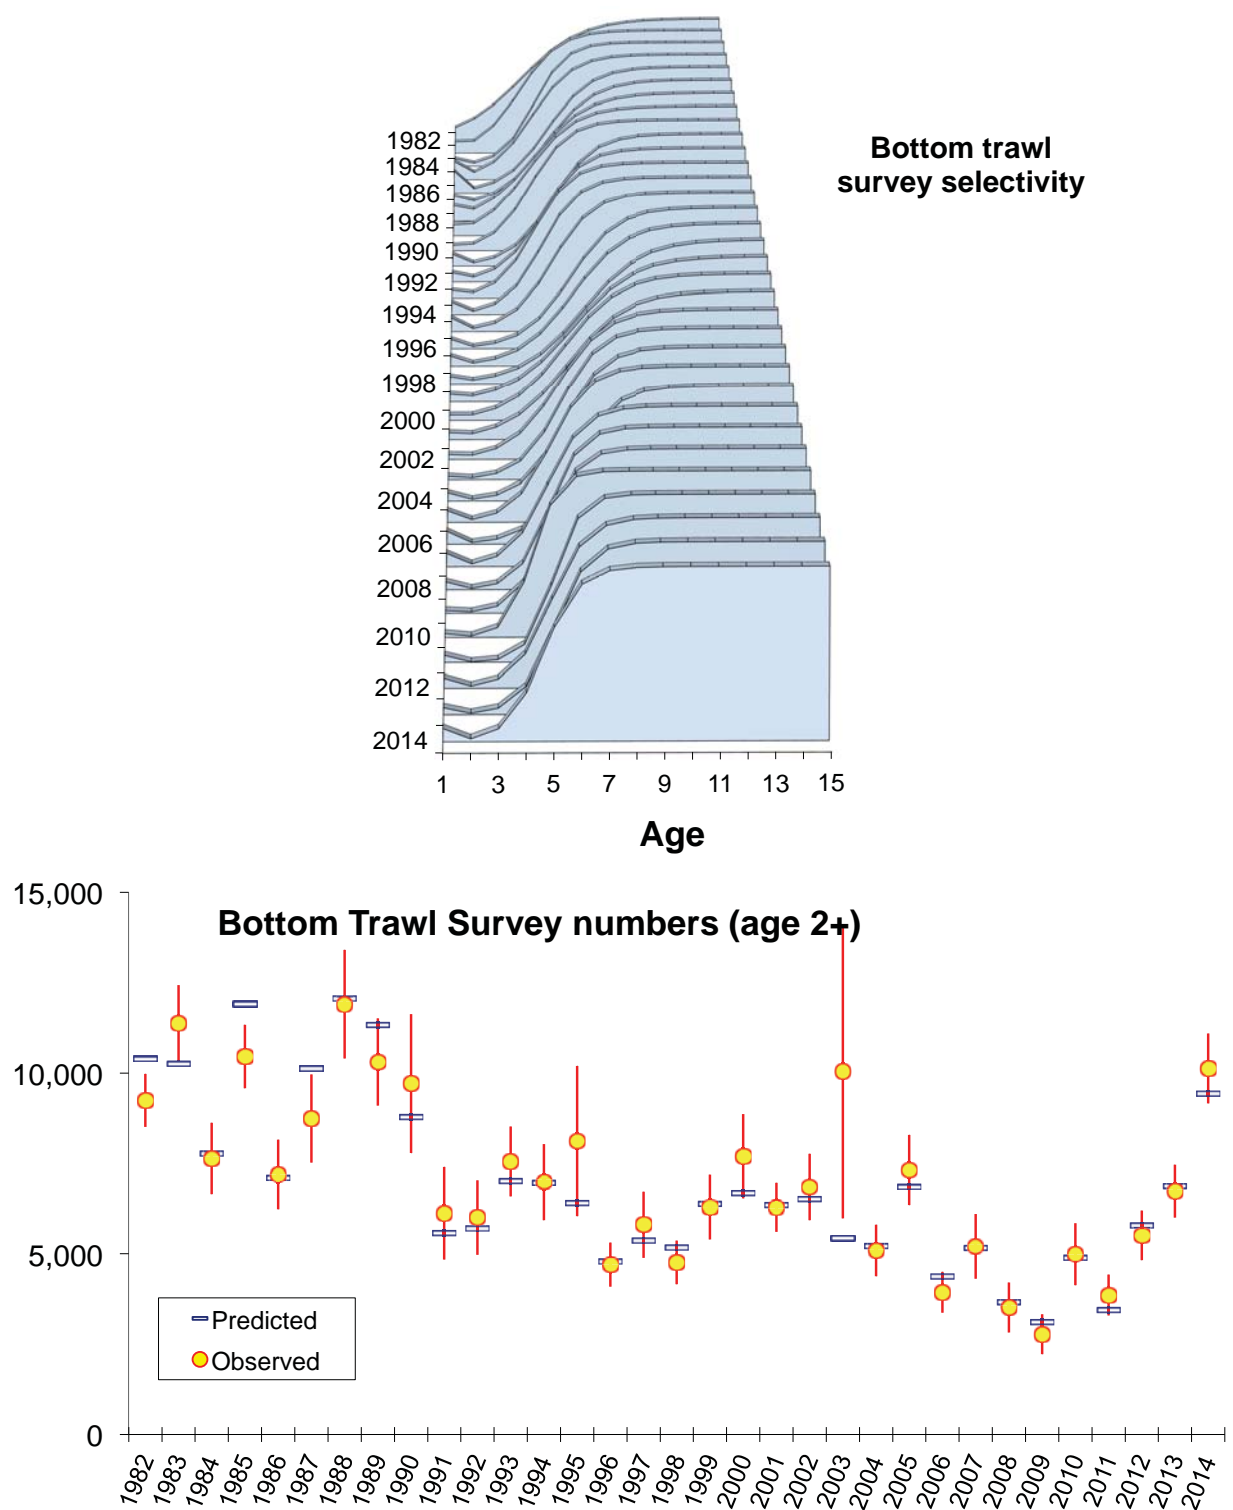 Bottom trawl
survey selectivity
1982
1984
1986
1988
1990
1992
1994
1996
1998
2000
2002
2004
2006
2008
2010
2012
2014
1 3 5 7 9 11 13 15
Age
15,000
Bottom Trawl Survey numbers (age 2+)
10,000
5,000
Predicted
Observed
0
1982 1983 1984 1985 1986 1987 1988 1989 1990 1991 1992 1993 1994 1995 1996 1997 1998 1999 2000 2001 2002 2003 2004 2005 2006 2007 2008 2009 2010 2011 2012 2013 2014